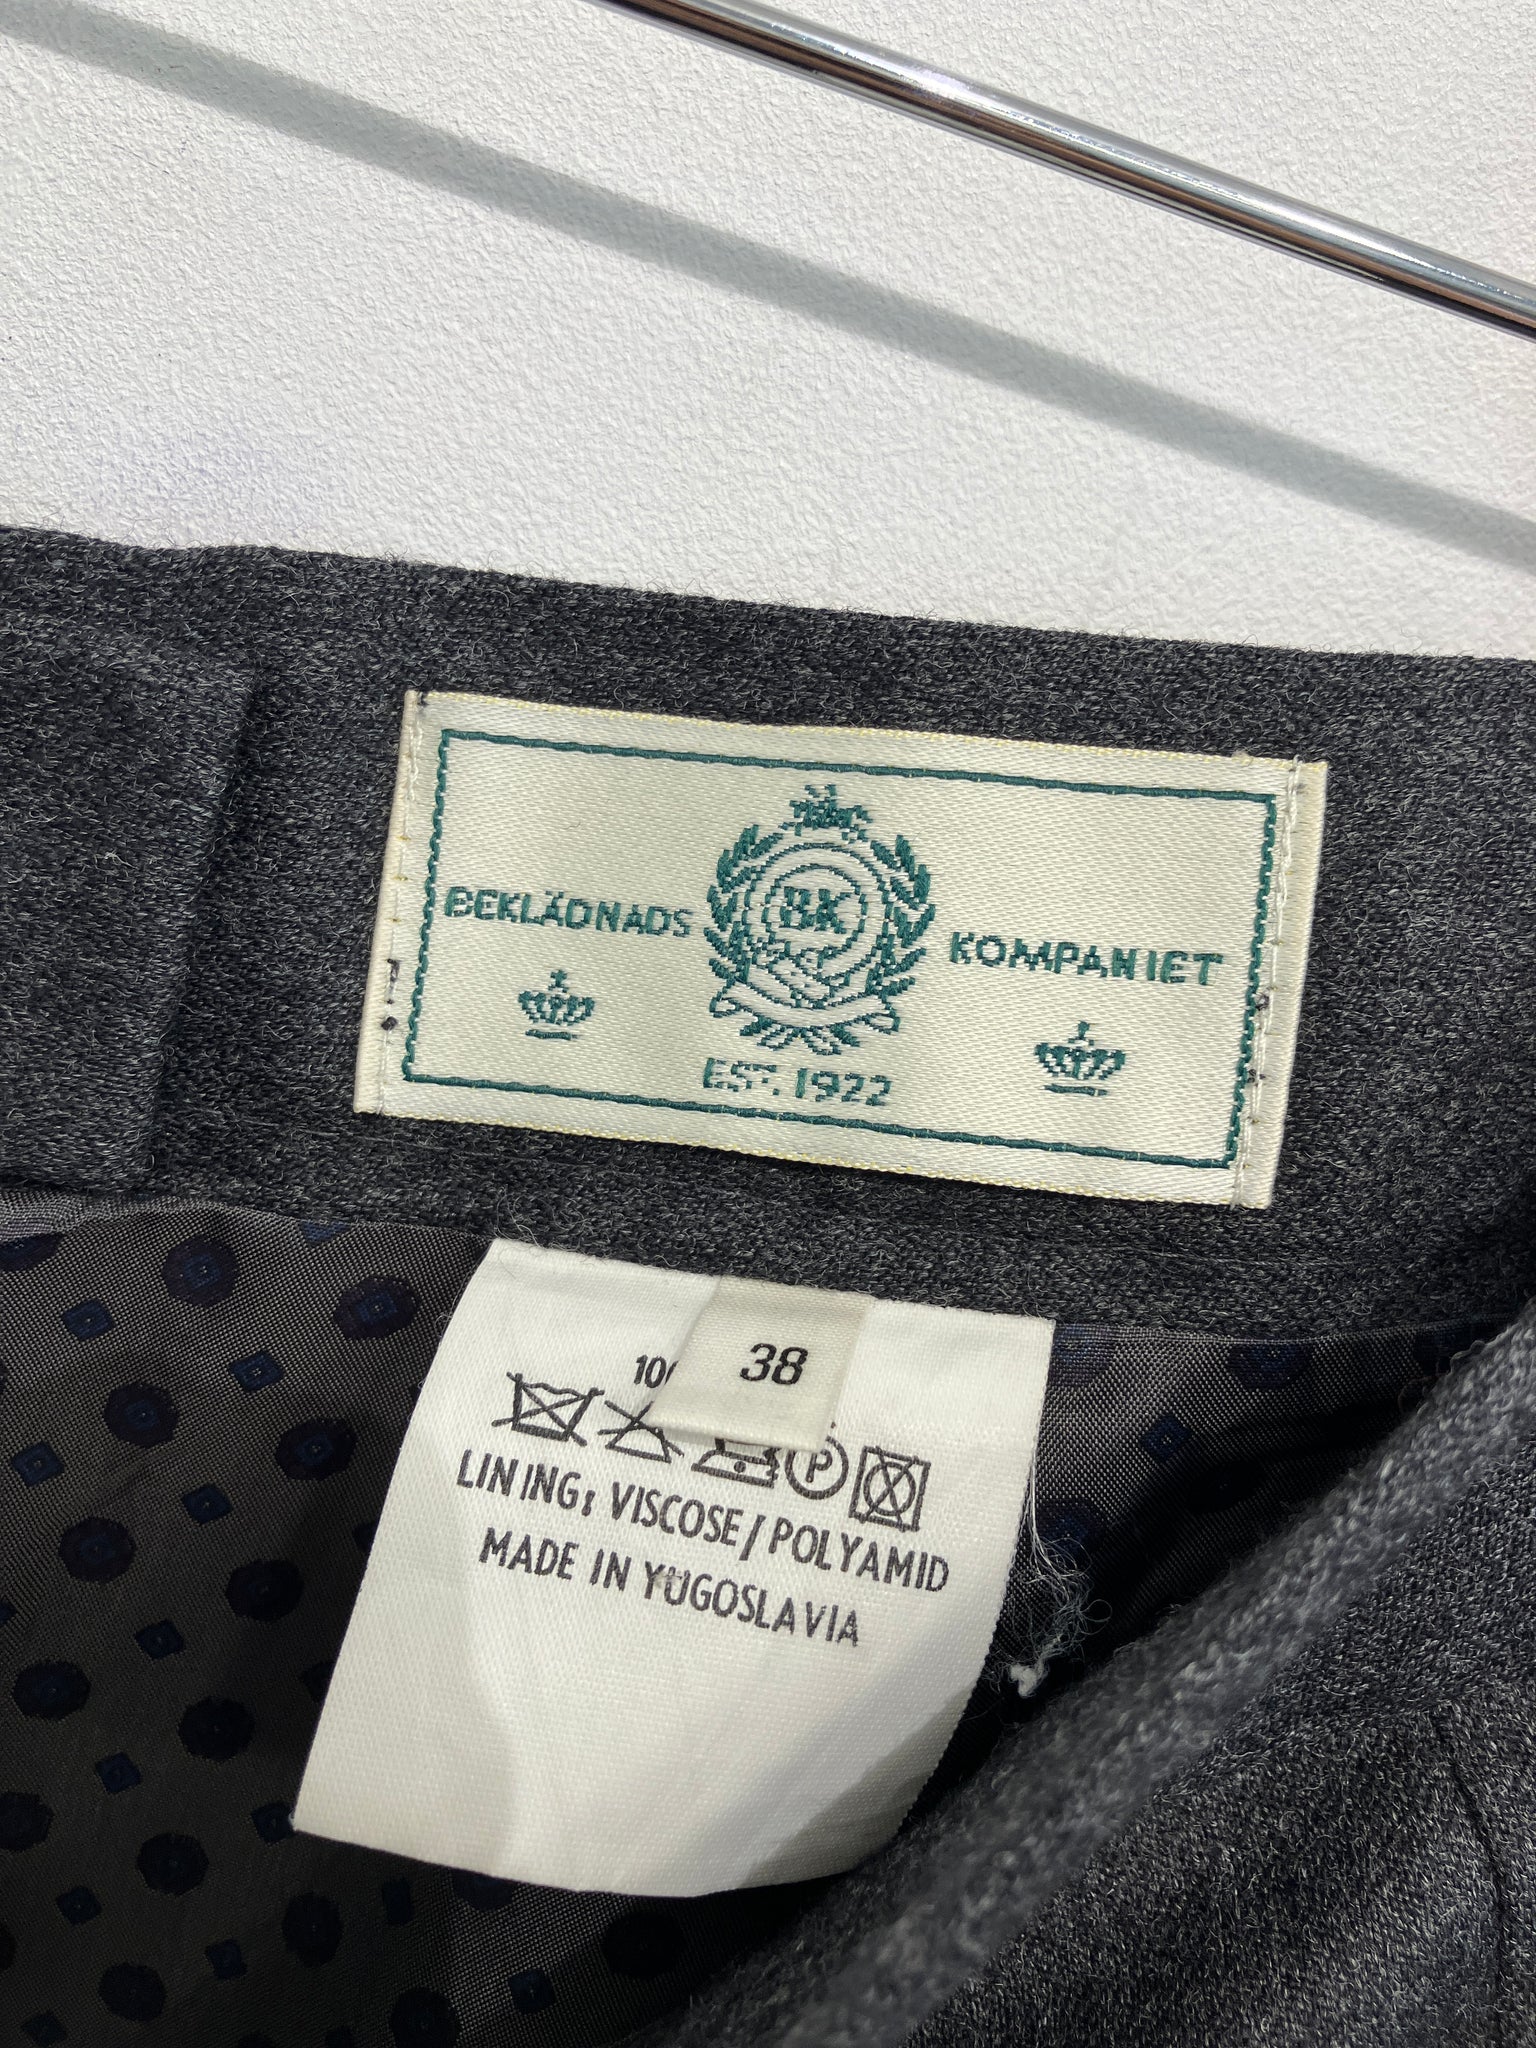 BEKLÄDNADS
BK
KOMPANIET
EST. 1922
38
P
LINING; VISCOSE/POLYAMID
MADE IN YUGOSLAVIA